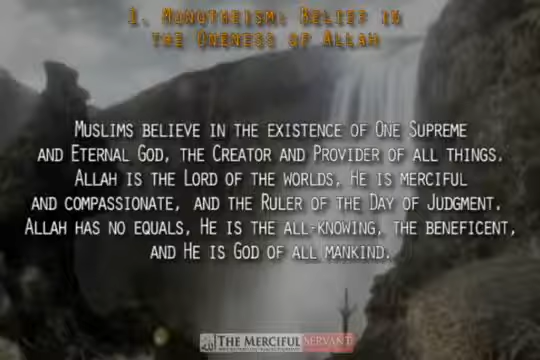 1. Monotheism: Belief in
the Oneness of Allah
Muslims believe in the existence of One Supreme
and Eternal God, the Creator and Provider of all things.
Allah is the Lord of the worlds, He is merciful
and compassionate, and the Ruler of the Day of Judgment.
Allah has no equals, He is the all-knowing, the beneficent,
and He is God of all mankind.
The Merciful Servant